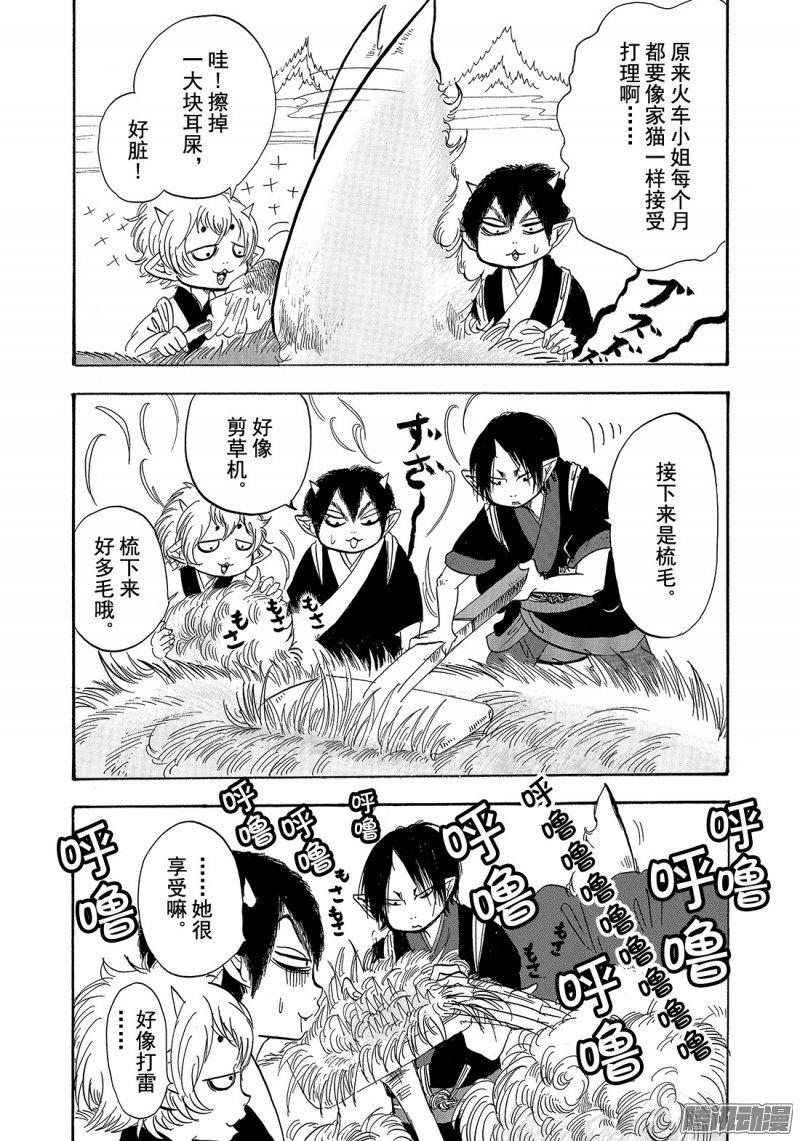 原来火车小姐每个月
都要像家猫一样接受
打理啊……
哇！擦掉
一大块耳屎，
好脏！
ブズズズ
接下来是梳毛。
ずざー
好像
剪草机。
梳下来
好多毛哦。
もさ
もさ
呼噜
呼噜
呼噜噜噜噜噜噜噜噜噜
呼噜
呼噜
呼噜
呼噜
呼噜
呼噜
もさもさ
もさ
……她很
享受嘛。
好像打雷
……
腾讯动漫